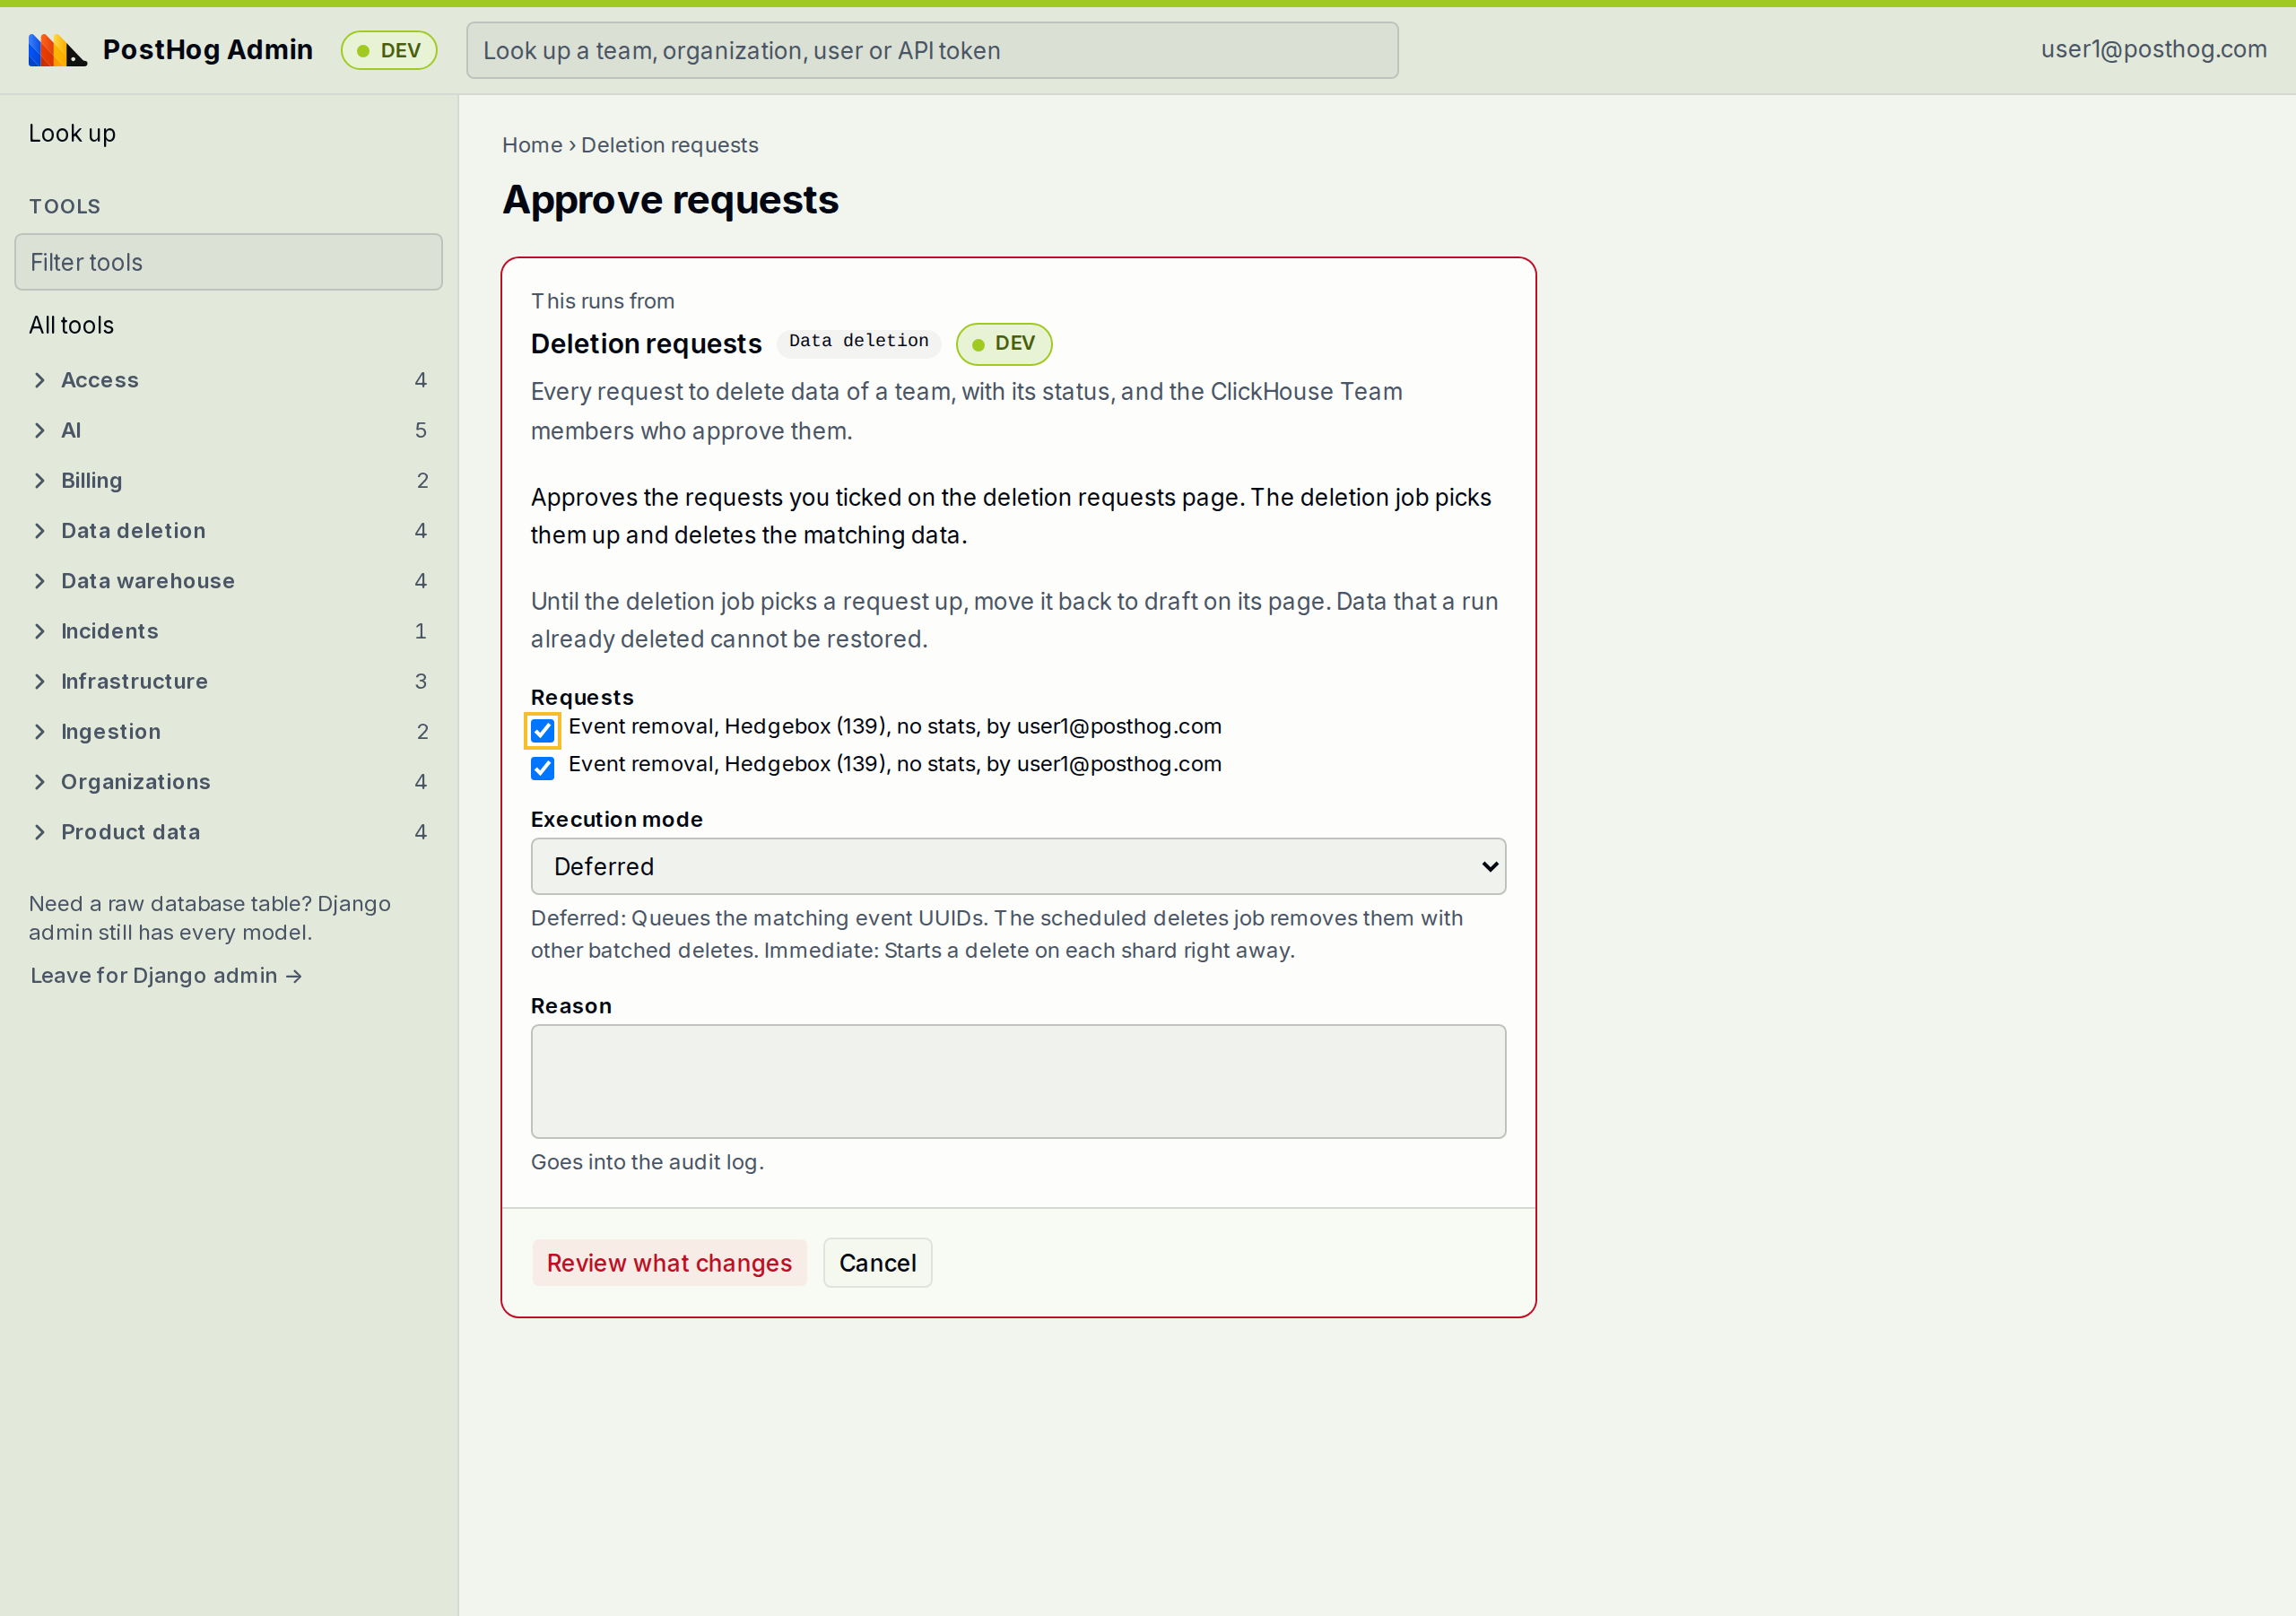 PostHog Admin
DEV
Look up a team, organization, user or API token
user1@posthog.com
Look up
TOOLS
Filter tools
All tools
Access 4
AI 5
Billing 2
Data deletion 4
Data warehouse 4
Incidents 1
Infrastructure 3
Ingestion 2
Organizations 4
Product data 4
Need a raw database table? Django
admin still has every model.
Leave for Django admin →
Home › Deletion requests
Approve requests
This runs from
Deletion requests Data deletion DEV
Every request to delete data of a team, with its status, and the ClickHouse Team
members who approve them.
Approves the requests you ticked on the deletion requests page. The deletion job picks
them up and deletes the matching data.
Until the deletion job picks a request up, move it back to draft on its page. Data that a run
already deleted cannot be restored.
Requests
Event removal, Hedgebox (139), no stats, by user1@posthog.com
Event removal, Hedgebox (139), no stats, by user1@posthog.com
Execution mode
Deferred
Deferred: Queues the matching event UUIDs. The scheduled deletes job removes them with
other batched deletes. Immediate: Starts a delete on each shard right away.
Reason
Goes into the audit log.
Review what changes
Cancel